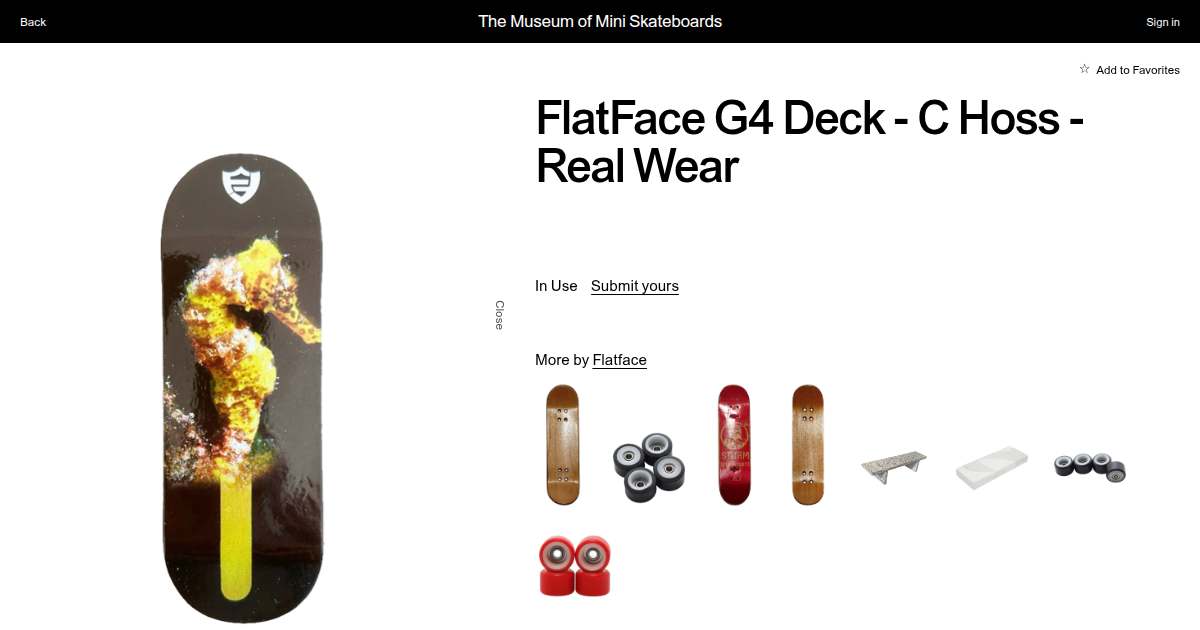 Back
The Museum of Mini Skateboards
Sign in
☆ Add to Favorites
FlatFace G4 Deck - C Hoss -
Real Wear
In Use Submit yours
Close
More by Flatface
STURM